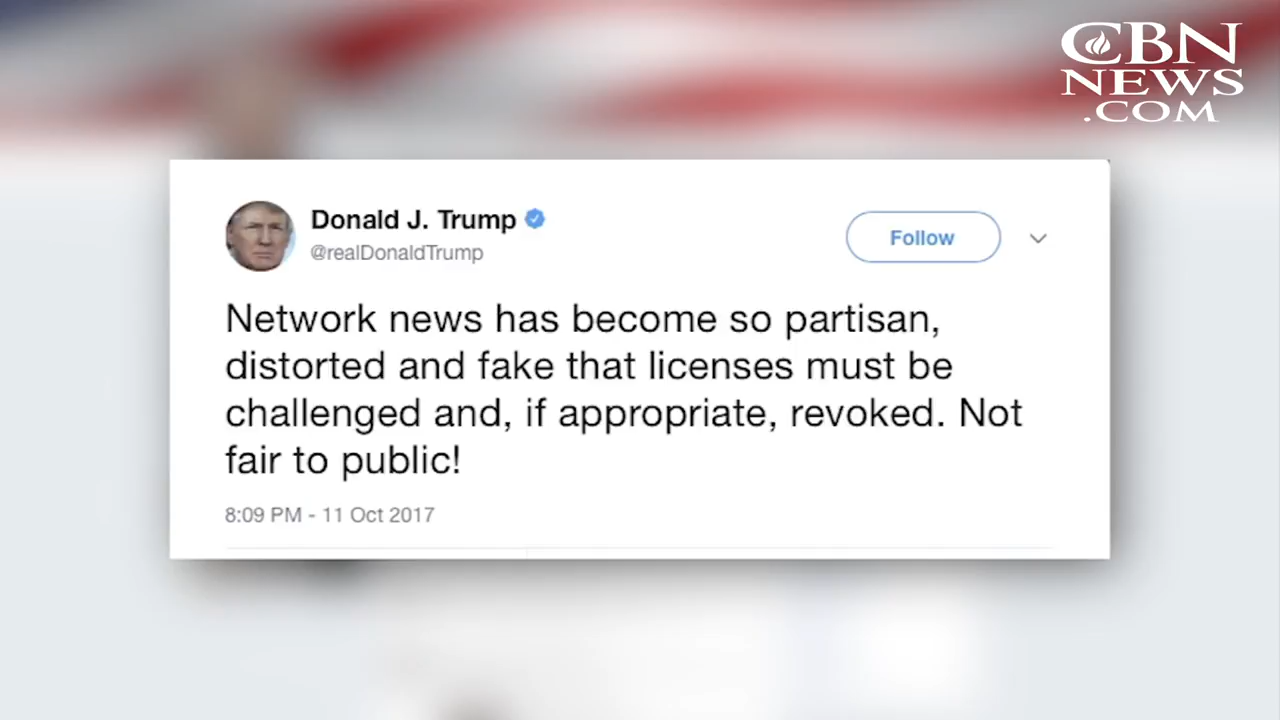 CBN
NEWS
.COM
Donald J. Trump
@realDonaldTrump
Follow
Network news has become so partisan,
distorted and fake that licenses must be
challenged and, if appropriate, revoked. Not
fair to public!
8:09 PM - 11 Oct 2017